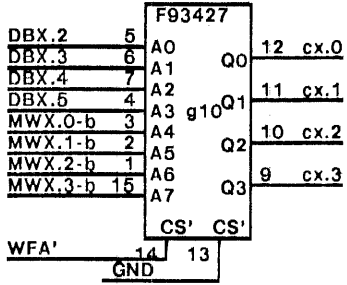 F93427
DBX.2 5 A0 Q0 12 cx.0
DBX.3 6 A1
DBX.4 7 A2 Q1 11 cx.1
DBX.5 4 A3 g10
MWX.0-b 3 A4 Q2 10 cx.2
MWX.1-b 2 A5
MWX.2-b 1 A6 Q3 9 cx.3
MWX.3-b 15 A7
CS' CS'
WFA' 14 13
GND